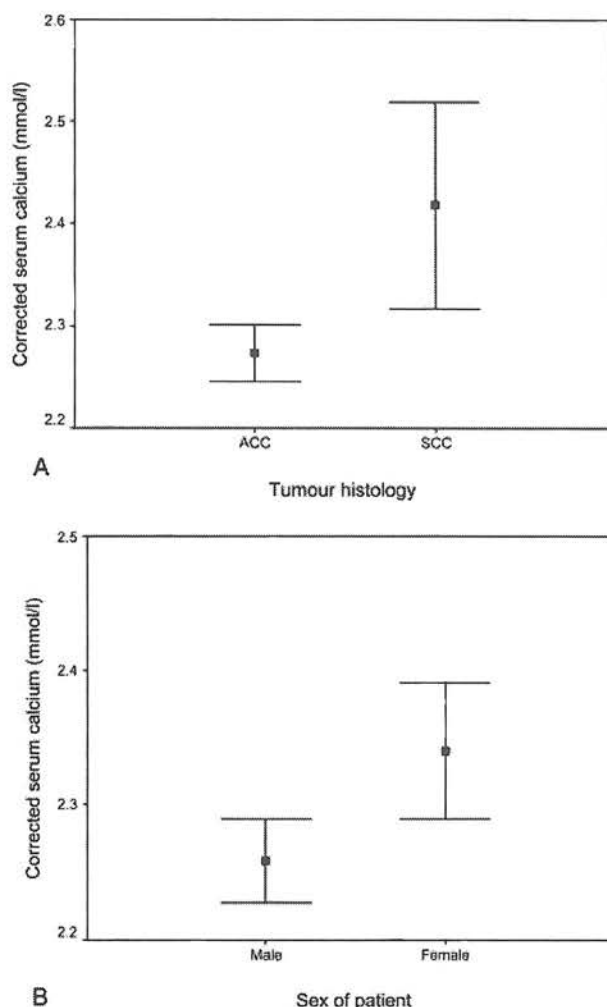 2.6
2.5
2.4
2.3
2.2
Corrected serum calcium (mmol/l)
ACC
SCC
A
Tumour histology
2.5
2.4
2.3
2.2
Corrected serum calcium (mmol/l)
Male
Female
B
Sex of patient